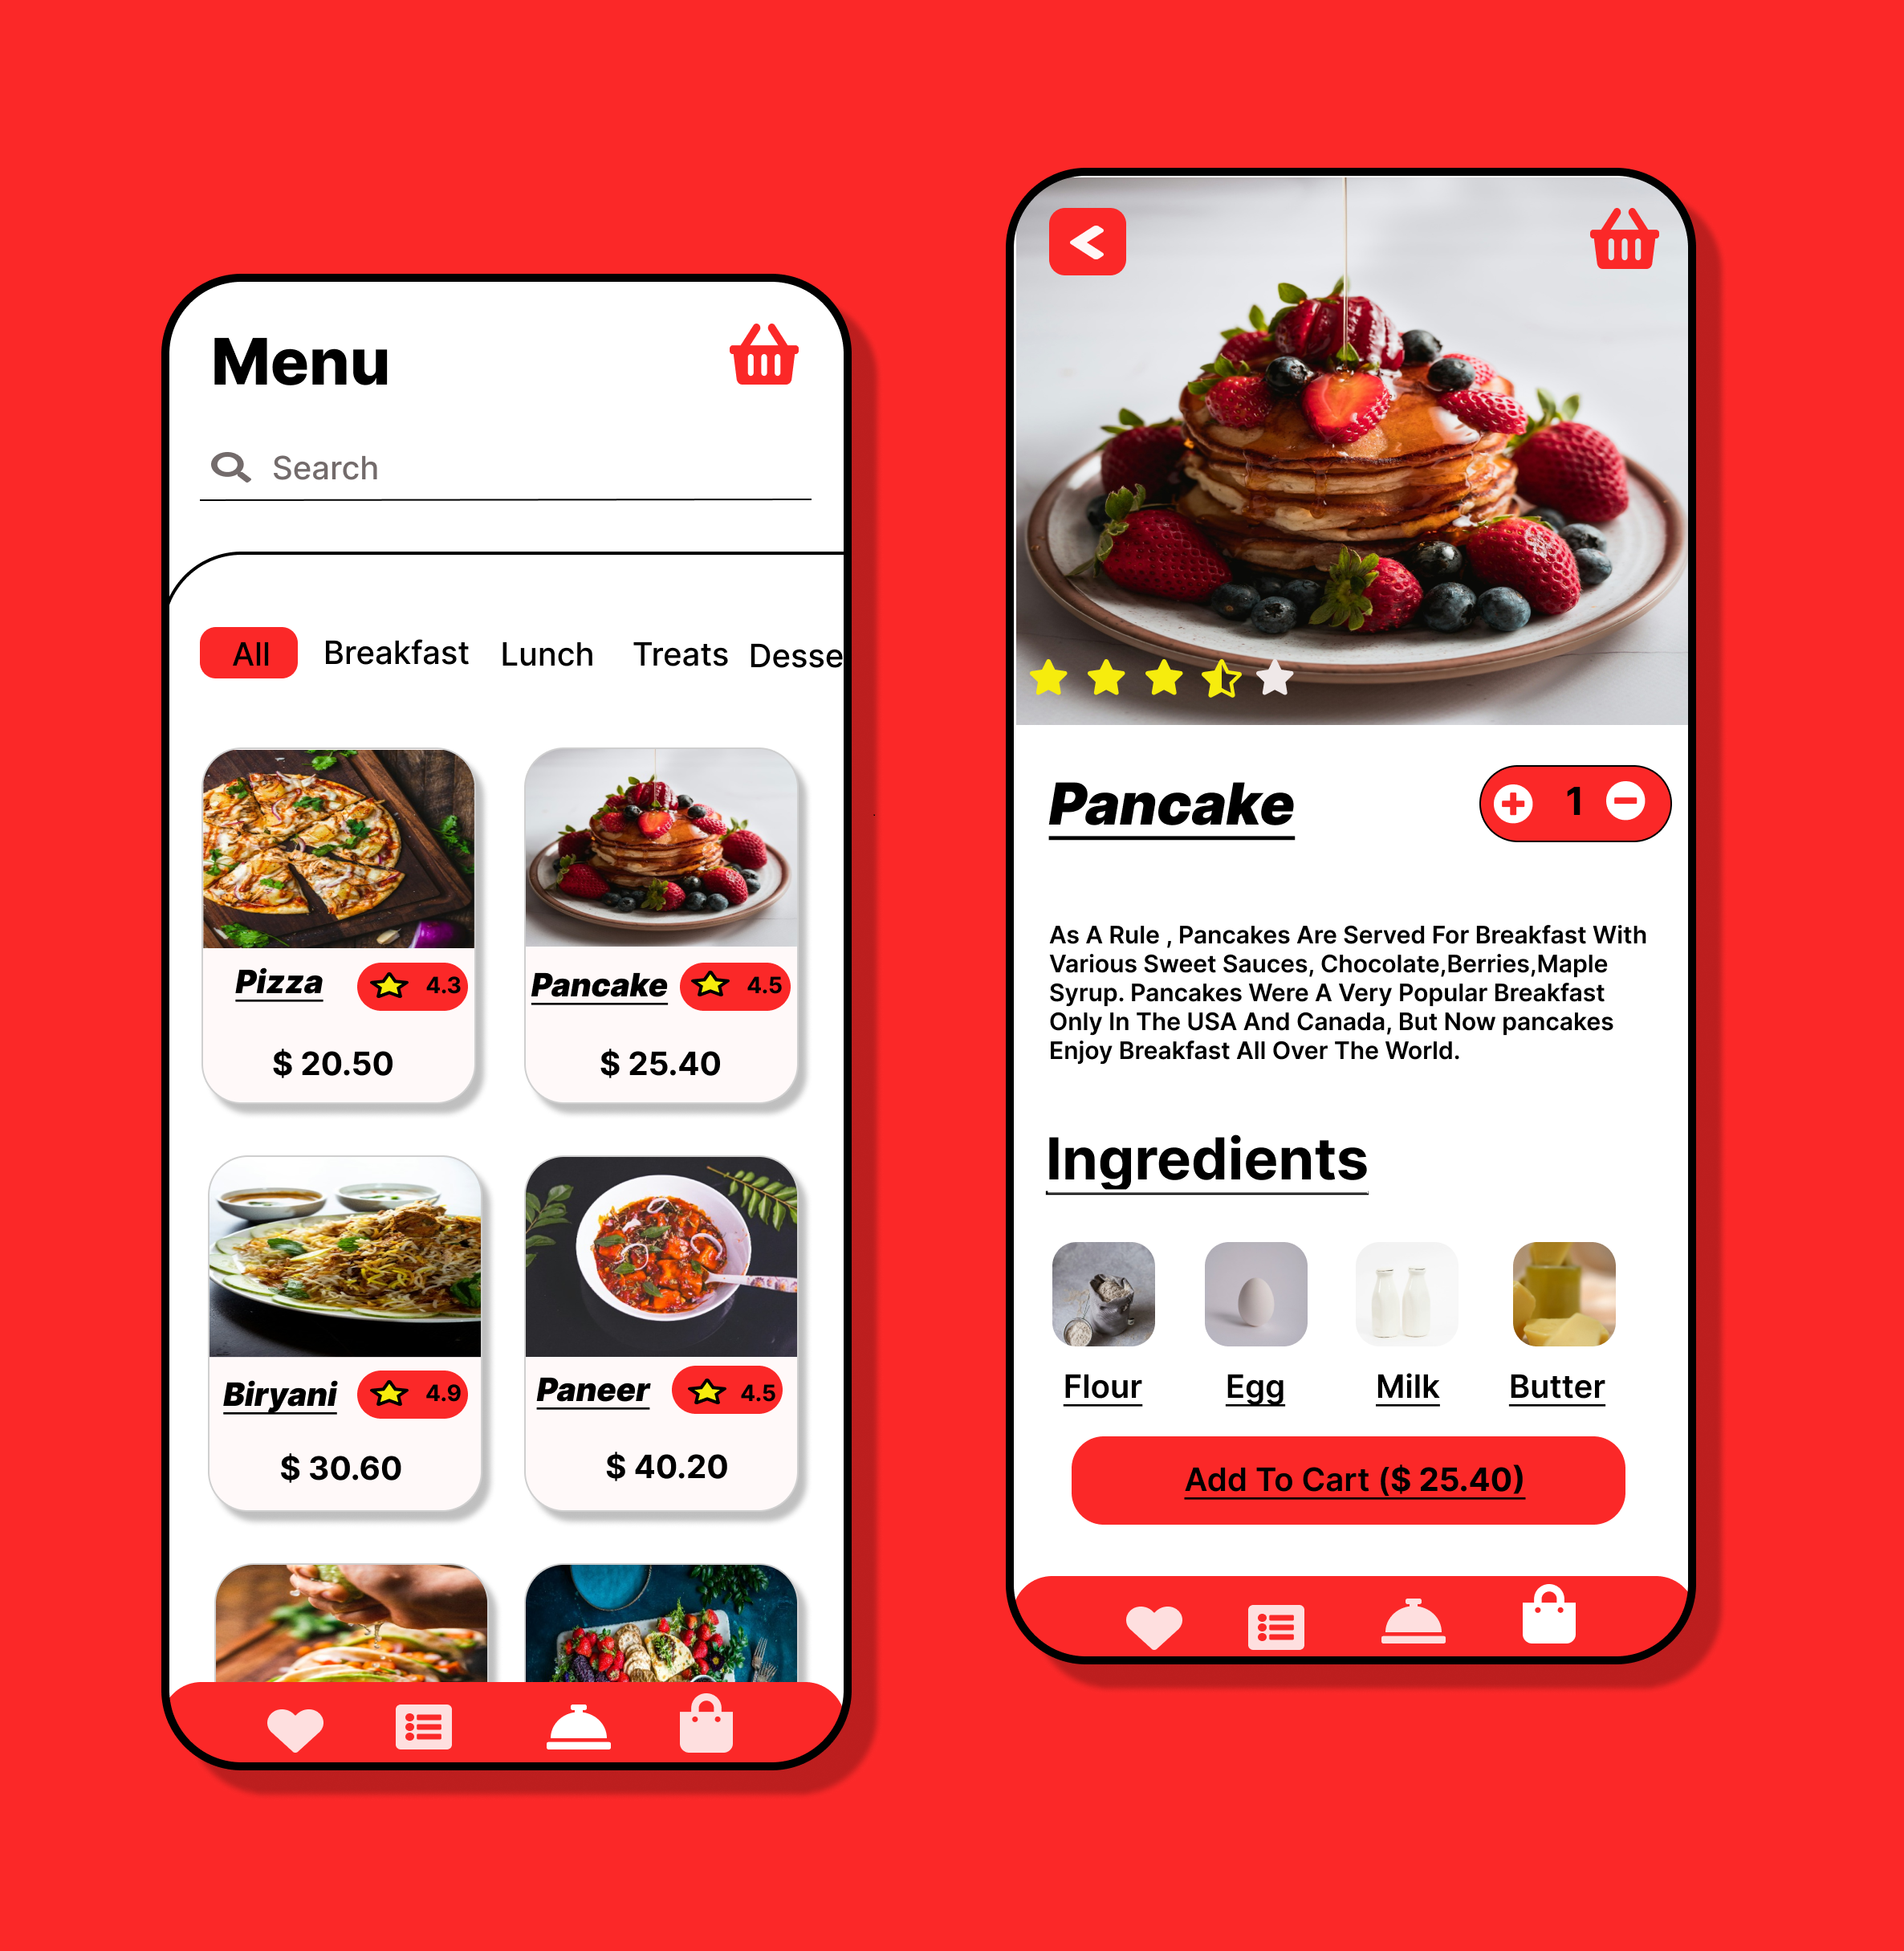 Menu
Search
All Breakfast Lunch Treats Desse
Pizza 4.3
$ 20.50
Pancake 4.5
$ 25.40
Biryani 4.9
$ 30.60
Paneer 4.5
$ 40.20
Pancake
1
As A Rule , Pancakes Are Served For Breakfast With
Various Sweet Sauces, Chocolate,Berries,Maple
Syrup. Pancakes Were A Very Popular Breakfast
Only In The USA And Canada, But Now pancakes
Enjoy Breakfast All Over The World.
Ingredients
Flour Egg Milk Butter
Add To Cart ($ 25.40)